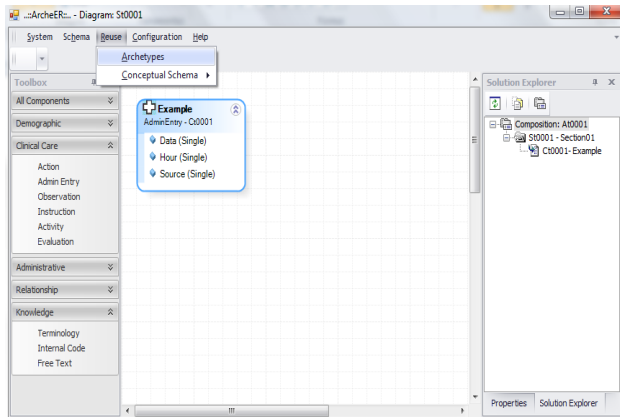 ..::ArcheER::.. - Diagram: St0001
System Schema Reuse Configuration Help
Archetypes
Conceptual Schema
Toolbox
All Components
Demographic
Clinical Care
Action
Admin Entry
Observation
Instruction
Activity
Evaluation
Administrative
Relationship
Knowledge
Terminology
Internal Code
Free Text
Example
AdminEntry - Ct0001
Data (Single)
Hour (Single)
Source (Single)
Solution Explorer
Composition: At0001
St0001 - Section01
Ct0001- Example
Properties Solution Explorer